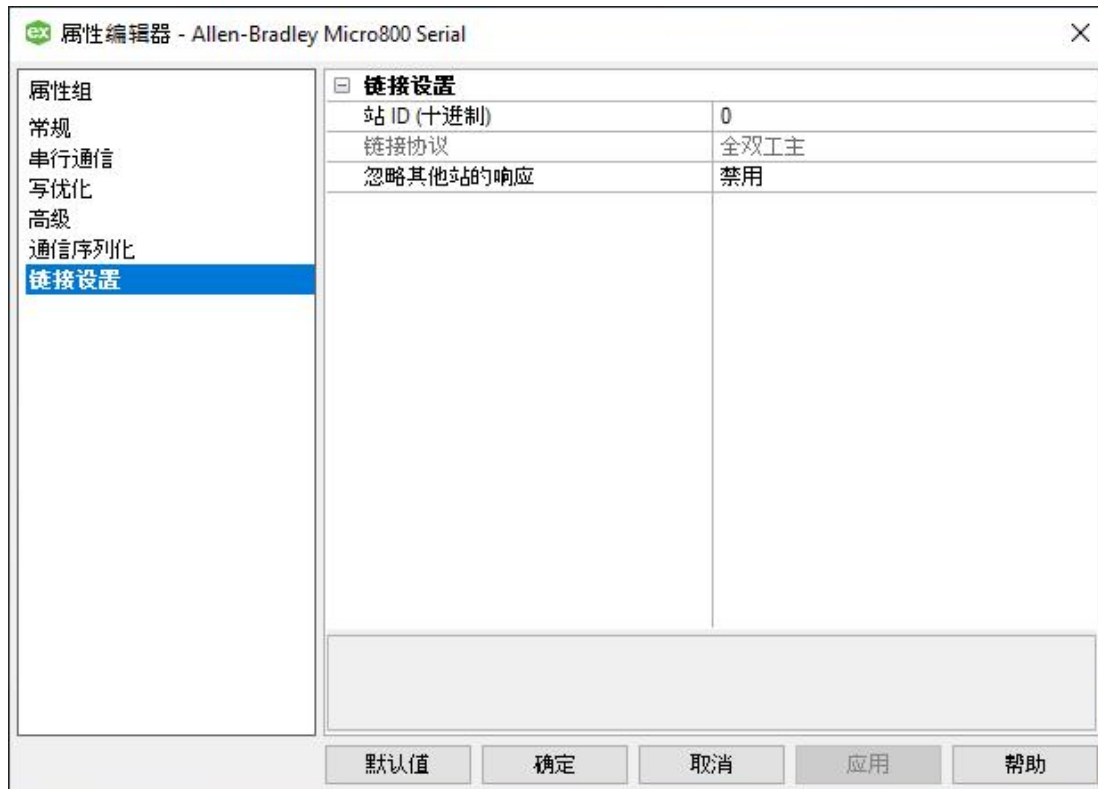 ex 属性编辑器 - Allen-Bradley Micro800 Serial
属性组
常规
串行通信
写优化
高级
通信序列化
链接设置
链接设置
站 ID (十进制) 0
链接协议 全双工主
忽略其他站的响应 禁用
默认值 确定 取消 应用 帮助